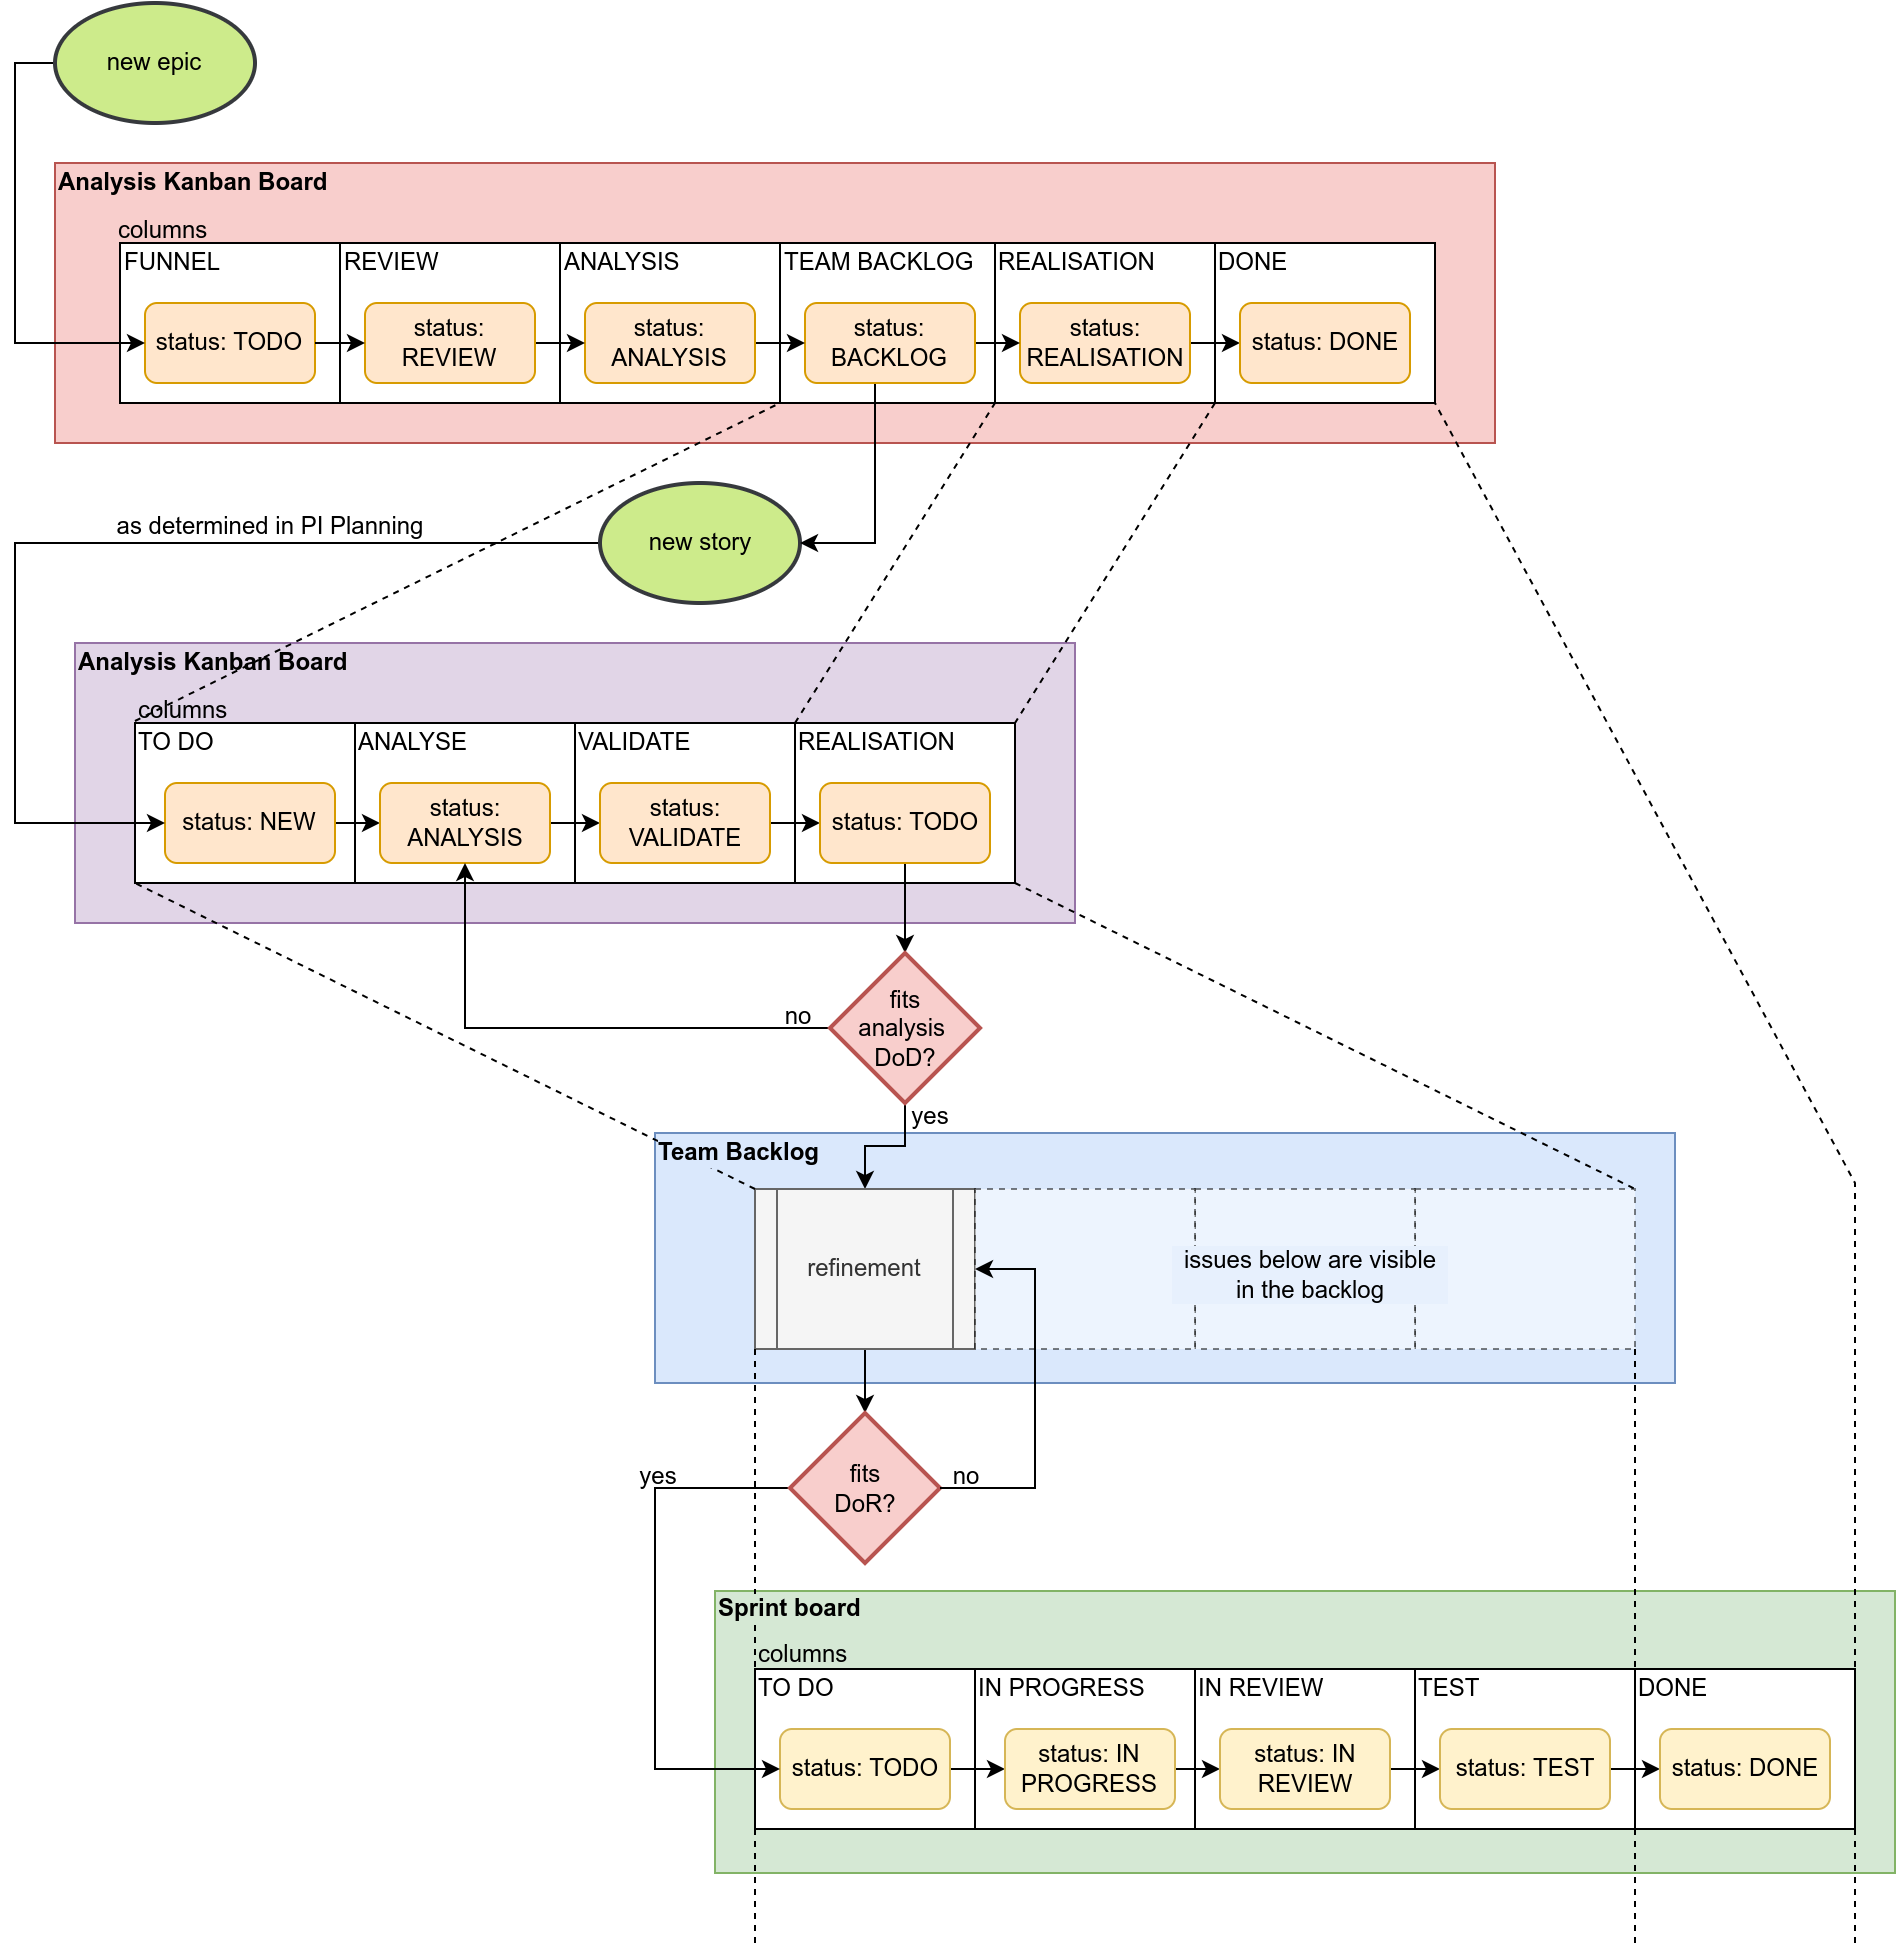 new epic
Analysis Kanban Board
columns
FUNNEL
REVIEW
ANALYSIS
TEAM BACKLOG
REALISATION
DONE
status: TODO
status:
REVIEW
status:
ANALYSIS
status:
BACKLOG
status:
REALISATION
status: DONE
as determined in PI Planning
new story
Analysis Kanban Board
columns
TO DO
ANALYSE
VALIDATE
REALISATION
status: NEW
status:
ANALYSIS
status:
VALIDATE
status: TODO
no
fits
analysis
DoD?
yes
Team Backlog
refinement
issues below are visible
in the backlog
yes
fits
DoR?
no
Sprint board
columns
TO DO
IN PROGRESS
IN REVIEW
TEST
DONE
status: TODO
status: IN
PROGRESS
status: IN
REVIEW
status: TEST
status: DONE